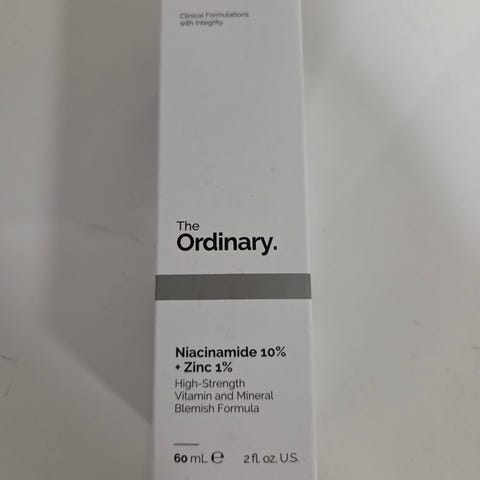 Clinical Formulations
with Integrity.
The
Ordinary.
Niacinamide 10%
+ Zinc 1%
High-Strength
Vitamin and Mineral
Blemish Formula
60 mL ℮ 2 fl. oz. U.S.